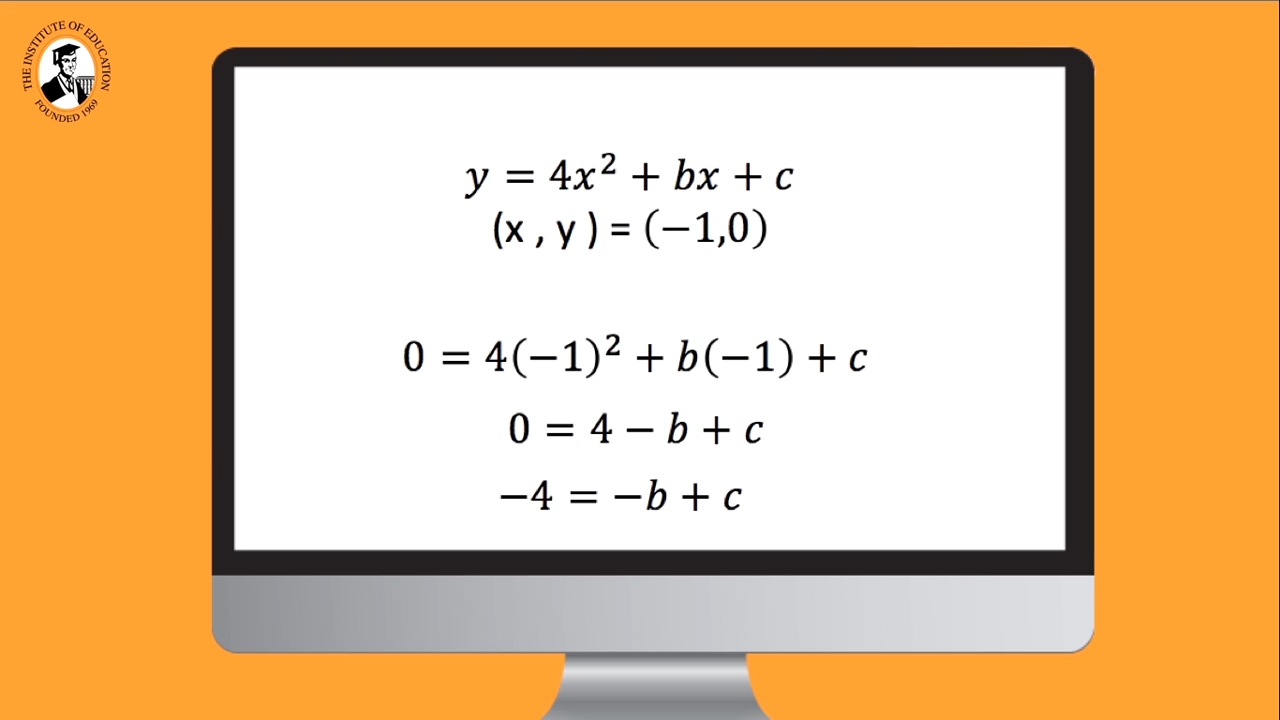 THE INSTITUTE OF EDUCATION
FOUNDED 1969
y = 4x² + bx + c
(x , y ) = (−1,0)
0 = 4(−1)² + b(−1) + c
0 = 4 − b + c
−4 = −b + c